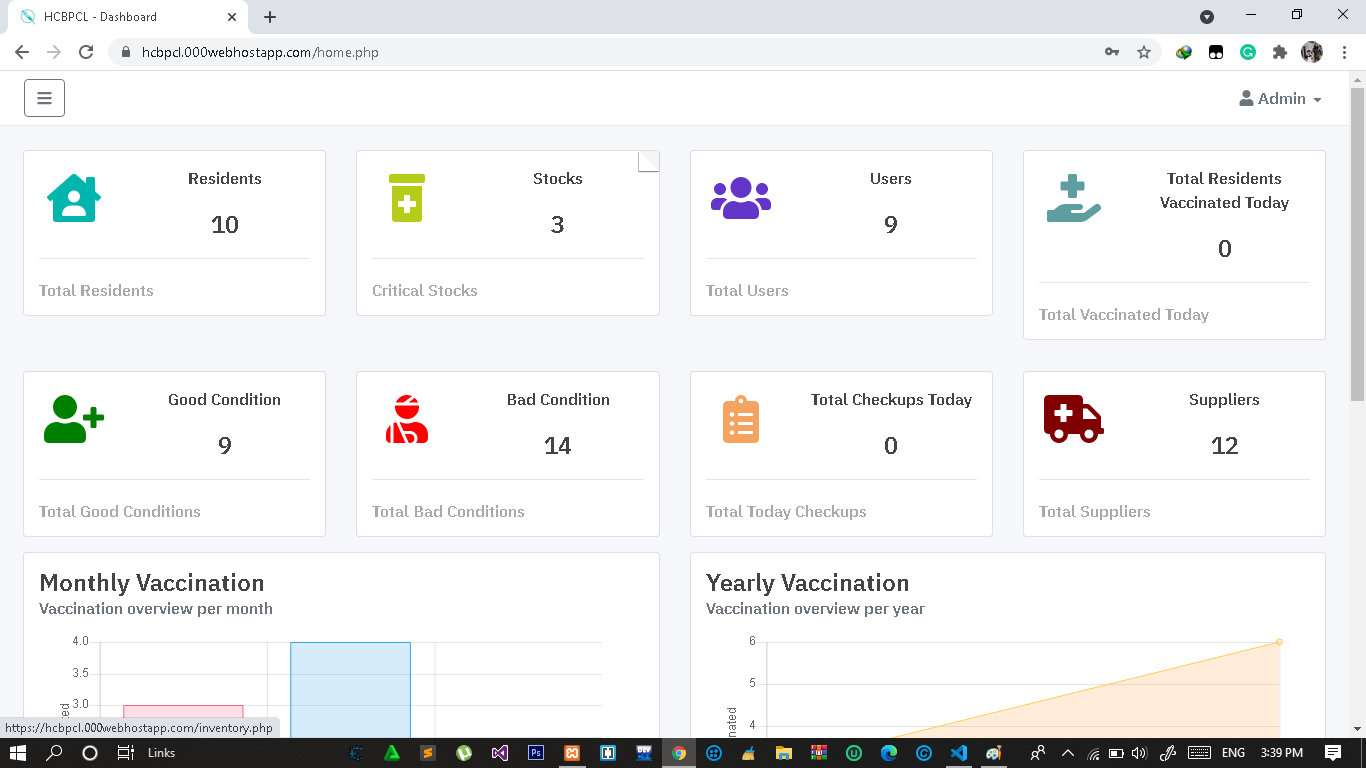 HCBPCL - Dashboard
hcbpcl.000webhostapp.com/home.php
Admin
Residents
10
Total Residents
Stocks
3
Critical Stocks
Users
9
Total Users
Total Residents
Vaccinated Today
0
Total Vaccinated Today
Good Condition
9
Total Good Conditions
Bad Condition
14
Total Bad Conditions
Total Checkups Today
0
Total Today Checkups
Suppliers
12
Total Suppliers
Monthly Vaccination
Vaccination overview per month
4.0
3.5
3.0
Yearly Vaccination
Vaccination overview per year
6
5
4
https://hcbpcl.000webhostapp.com/inventory.php
Links
Ps
ENG
3:39 PM